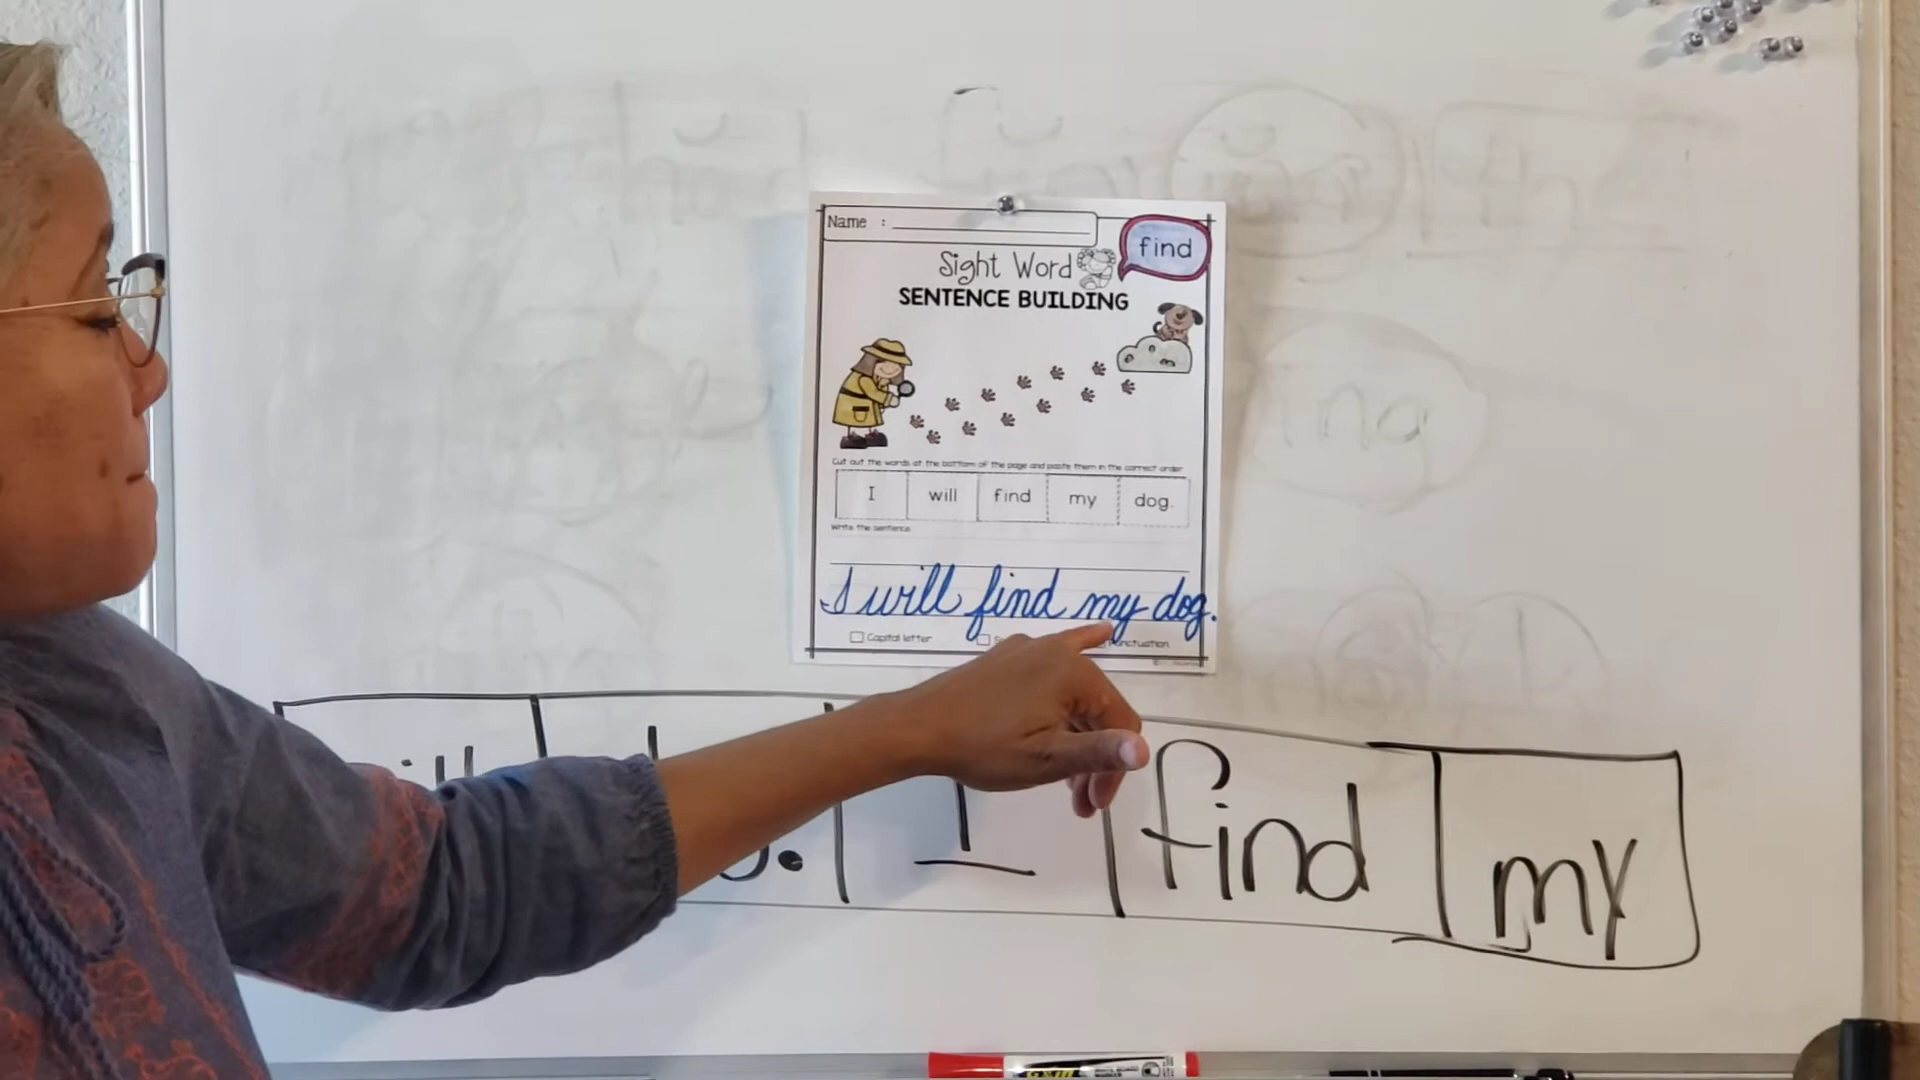 Name : 
find
Sight Word
SENTENCE BUILDING
Cut out the words at the bottom of the page and paste them in the correct order
I will find my dog.
Write the sentence.
I will find my dog.
Capital letter Punctuation
I find my